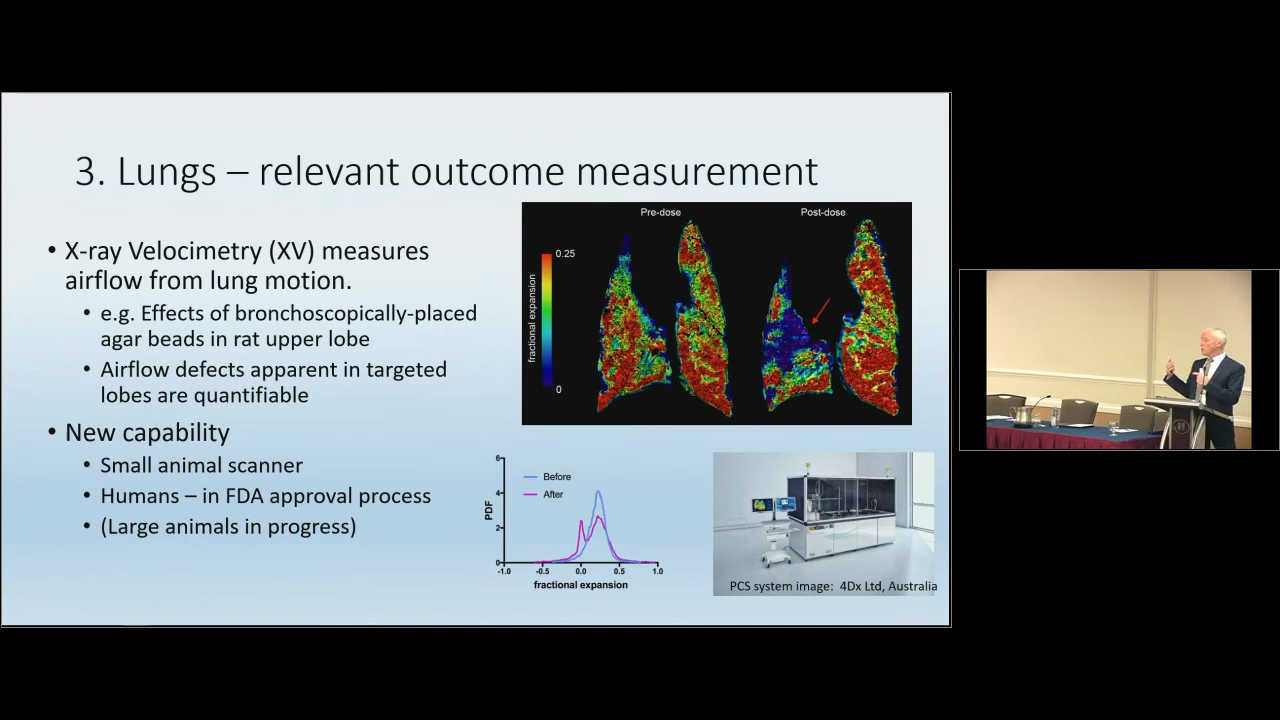 3. Lungs – relevant outcome measurement
• X-ray Velocimetry (XV) measures
airflow from lung motion.
• e.g. Effects of bronchoscopically-placed
agar beads in rat upper lobe
• Airflow defects apparent in targeted
lobes are quantifiable
• New capability
• Small animal scanner
• Humans – in FDA approval process
• (Large animals in progress)
Pre-dose
Post-dose
0.25
fractional expansion
0
6
4
2
0
PDF
Before
After
-1.0 -0.5 0.0 0.5 1.0
fractional expansion
PCS system image: 4Dx Ltd, Australia